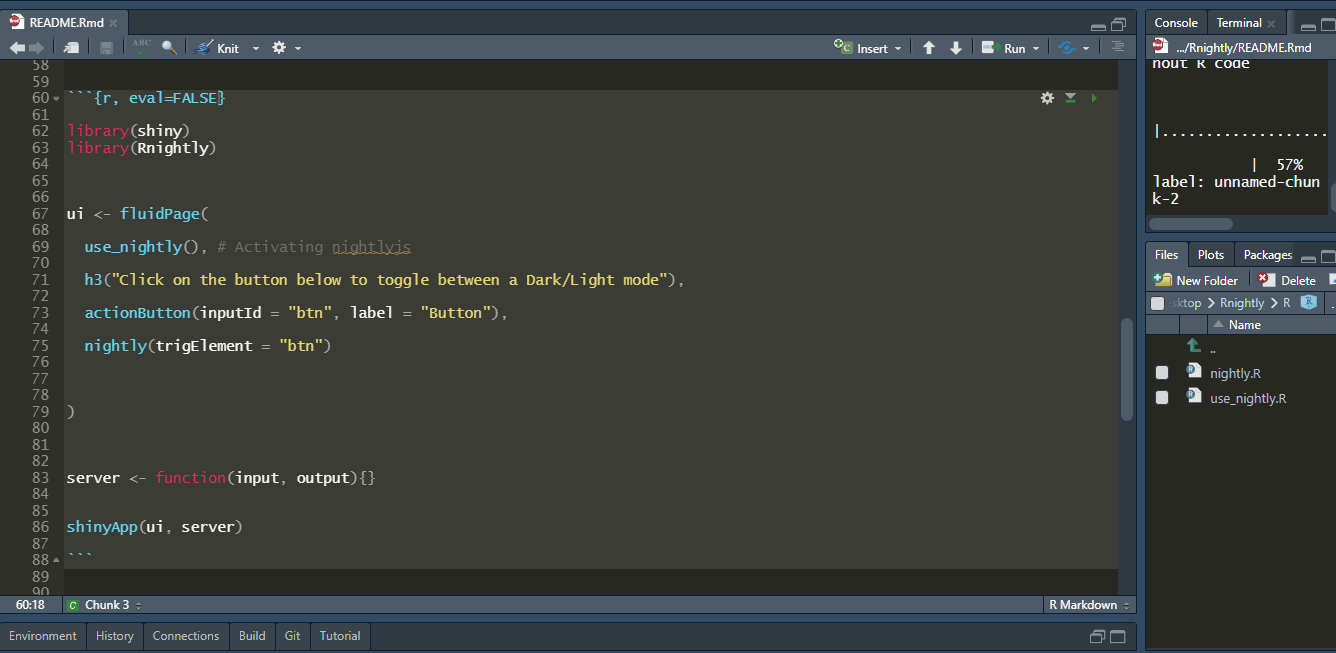 README.Rmd
ABC
Knit
Insert
Run
58
59
60 ```{r, eval=FALSE}
61
62 library(shiny)
63 library(Rnightly)
64
65
66
67 ui <- fluidPage(
68
69 use_nightly(), # Activating nightlyjs
70
71 h3("Click on the button below to toggle between a Dark/Light mode"),
72
73 actionButton(inputId = "btn", label = "Button"),
74
75 nightly(trigElement = "btn")
76
77
78
79 )
80
81
82
83 server <- function(input, output){}
84
85
86 shinyApp(ui, server)
87
88 ```
89
90
60:18 C Chunk 3 R Markdown
Environment History Connections Build Git Tutorial
Console Terminal
.../Rnightly/README.Rmd
hout R code
|...................
| 57%
label: unnamed-chun
k-2
Files Plots Packages
New Folder Delete
sktop > Rnightly > R
Name
..
nightly.R
use_nightly.R